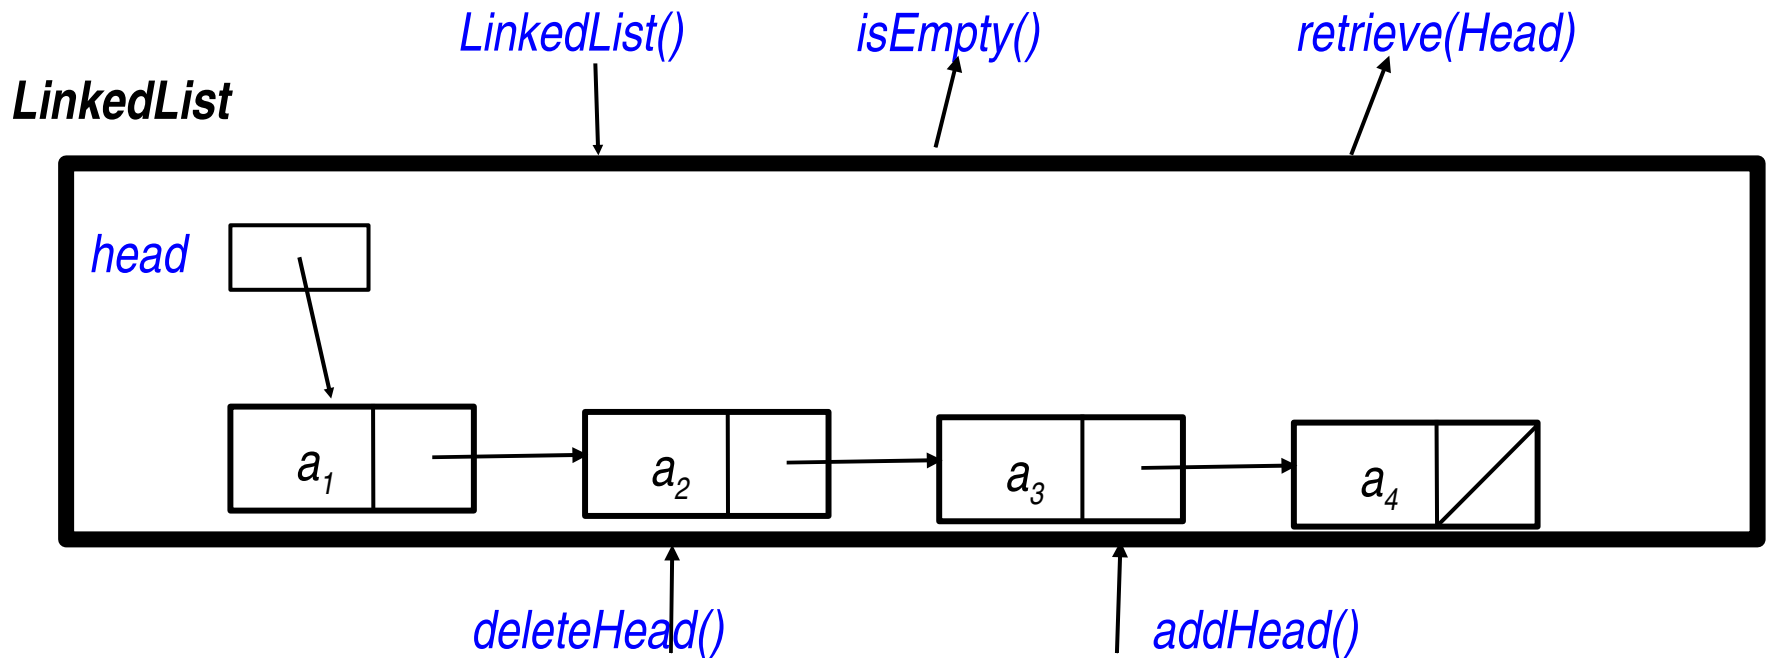 LinkedList() isEmpty() retrieve(Head)
LinkedList
head
a1 a2 a3 a4
deleteHead() addHead()